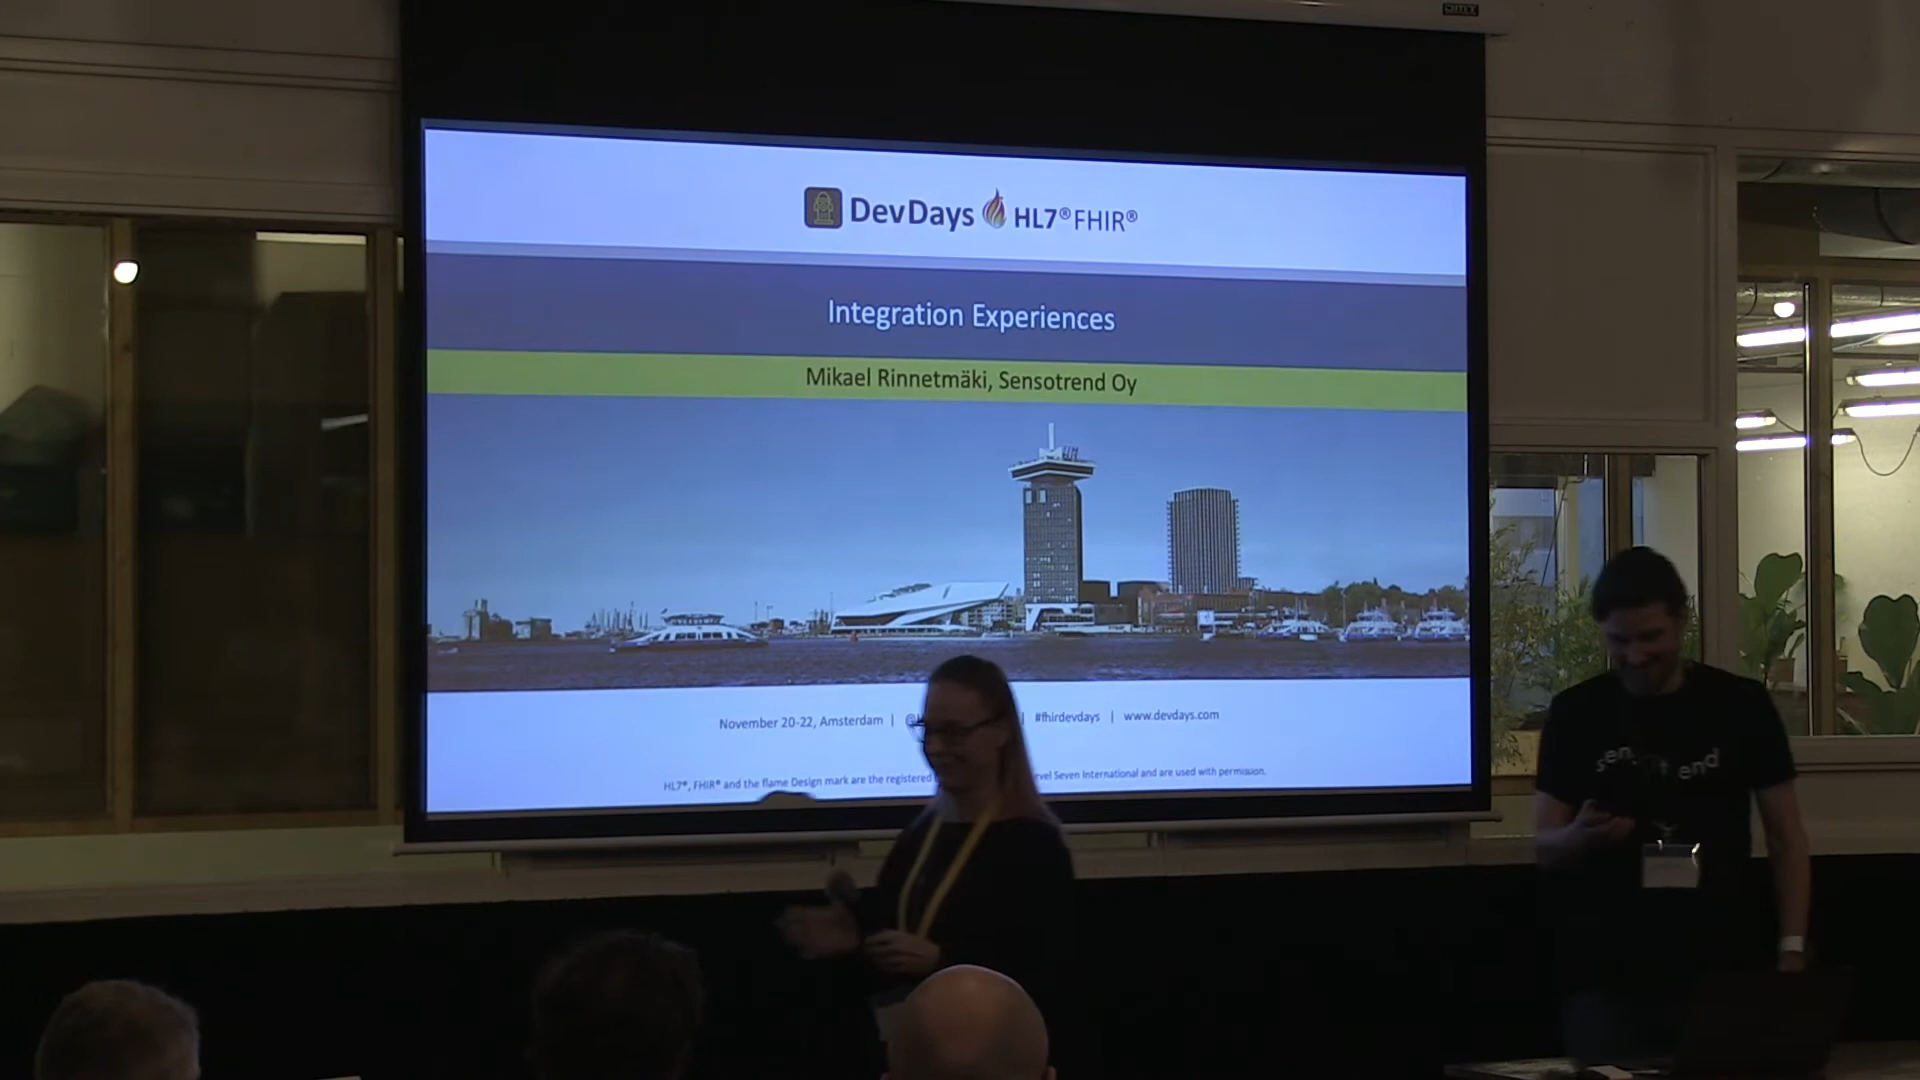 DevDays HL7® FHIR®
Integration Experiences
Mikael Rinnetmäki, Sensotrend Oy
November 20-22, Amsterdam | @ | #fhirdevdays | www.devdays.com
HL7®, FHIR® and the flame Design mark are the registered Level Seven International and are used with permission.